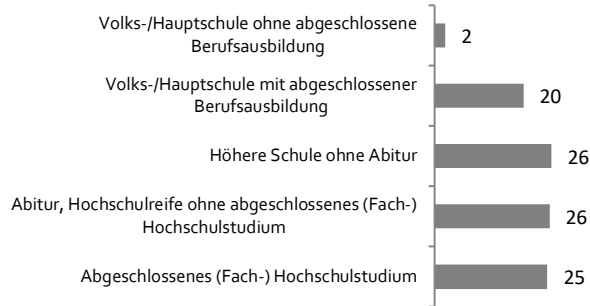 Volks-/Hauptschule ohne abgeschlossene
Berufsausbildung
2
Volks-/Hauptschule mit abgeschlossener
Berufsausbildung
20
Höhere Schule ohne Abitur
26
Abitur, Hochschulreife ohne abgeschlossenes (Fach-)
Hochschulstudium
26
Abgeschlossenes (Fach-) Hochschulstudium
25